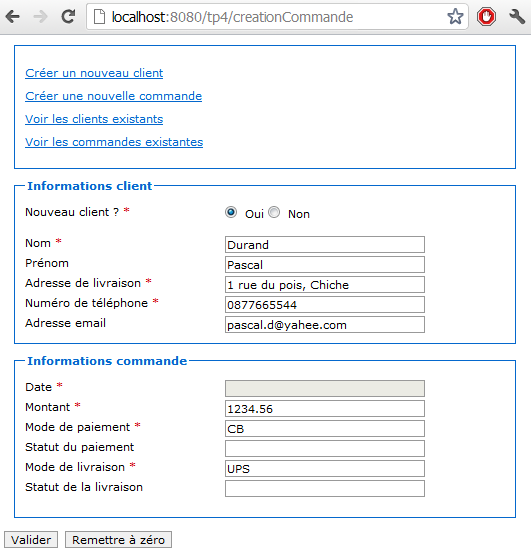 localhost:8080/tp4/creationCommande
Créer un nouveau client
Créer une nouvelle commande
Voir les clients existants
Voir les commandes existantes
Informations client
Nouveau client ? * Oui Non
Nom * Durand
Prénom Pascal
Adresse de livraison * 1 rue du pois, Chiche
Numéro de téléphone * 0877665544
Adresse email pascal.d@yahee.com
Informations commande
Date *
Montant * 1234.56
Mode de paiement * CB
Statut du paiement
Mode de livraison * UPS
Statut de la livraison
Valider Remettre à zéro